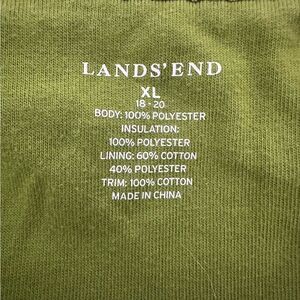 LANDS' END
XL
18 - 20
BODY: 100% POLYESTER
INSULATION:
100% POLYESTER
LINING: 60% COTTON
40% POLYESTER
TRIM: 100% COTTON
MADE IN CHINA